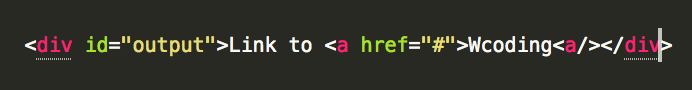 <div id="output">Link to <a href="#">Wcoding<a/></div>